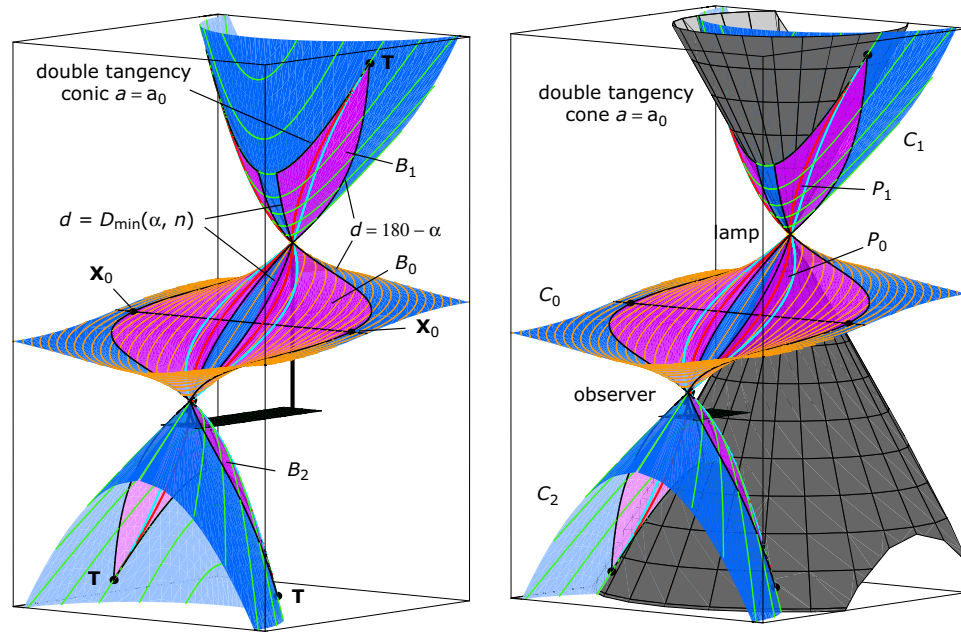 double tangency
conic a = a₀
T
B₁
d = Dmin(α, n)
d = 180 − α
X₀
B₀
X₀
B₂
T
T
double tangency
cone a = a₀
C₁
P₁
lamp
P₀
C₀
observer
C₂